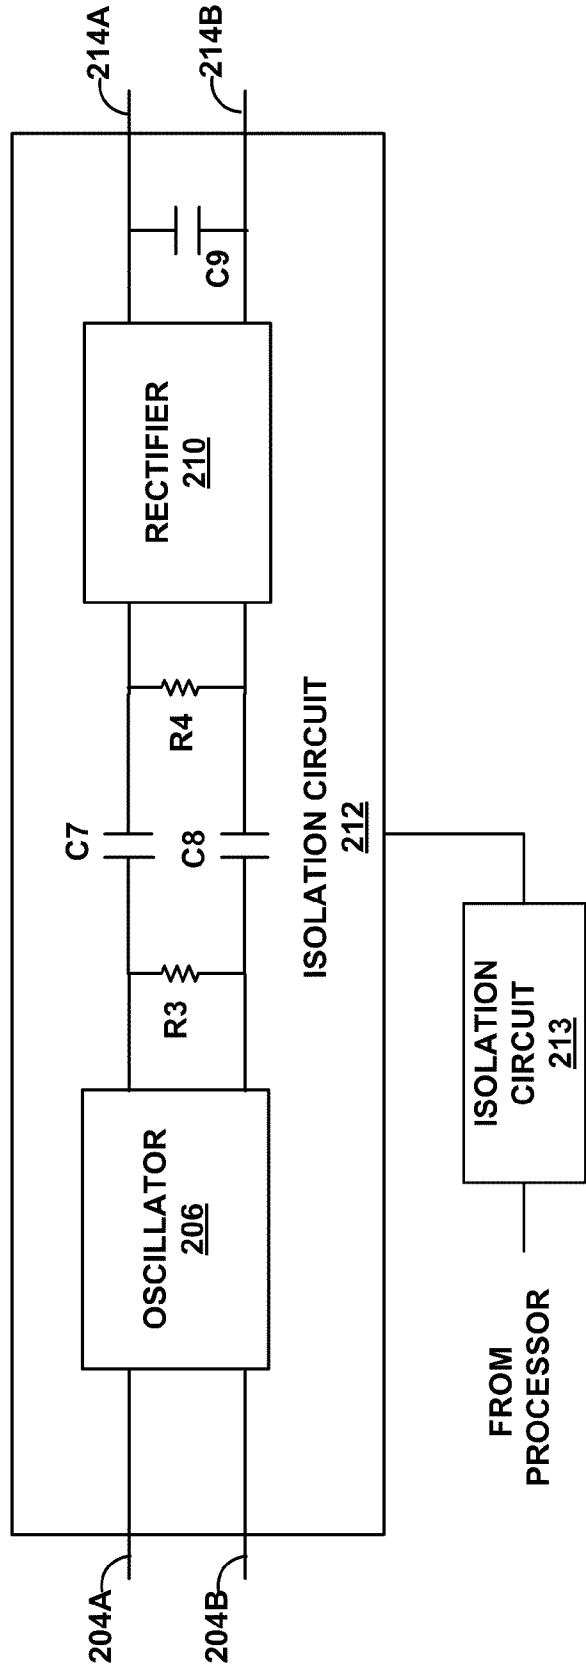 204A
204B
OSCILLATOR
206
R3
C7
C8
R4
RECTIFIER
210
C9
214A
214B
ISOLATION CIRCUIT
212
FROM
PROCESSOR
ISOLATION
CIRCUIT
213